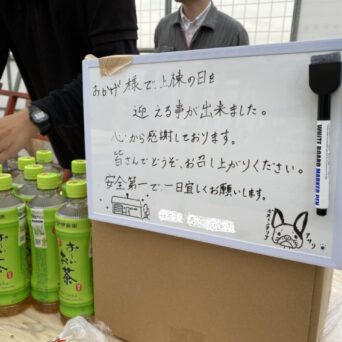 おかげ様で、上棟の日を
迎える事が出来ました。
心から感謝しております。
皆さんでどうぞ、お召し上がりください。
安全第一で、一日宜しくお願いします。
アサリ
WHITE BOARD MARKER PEN
お〜いお茶